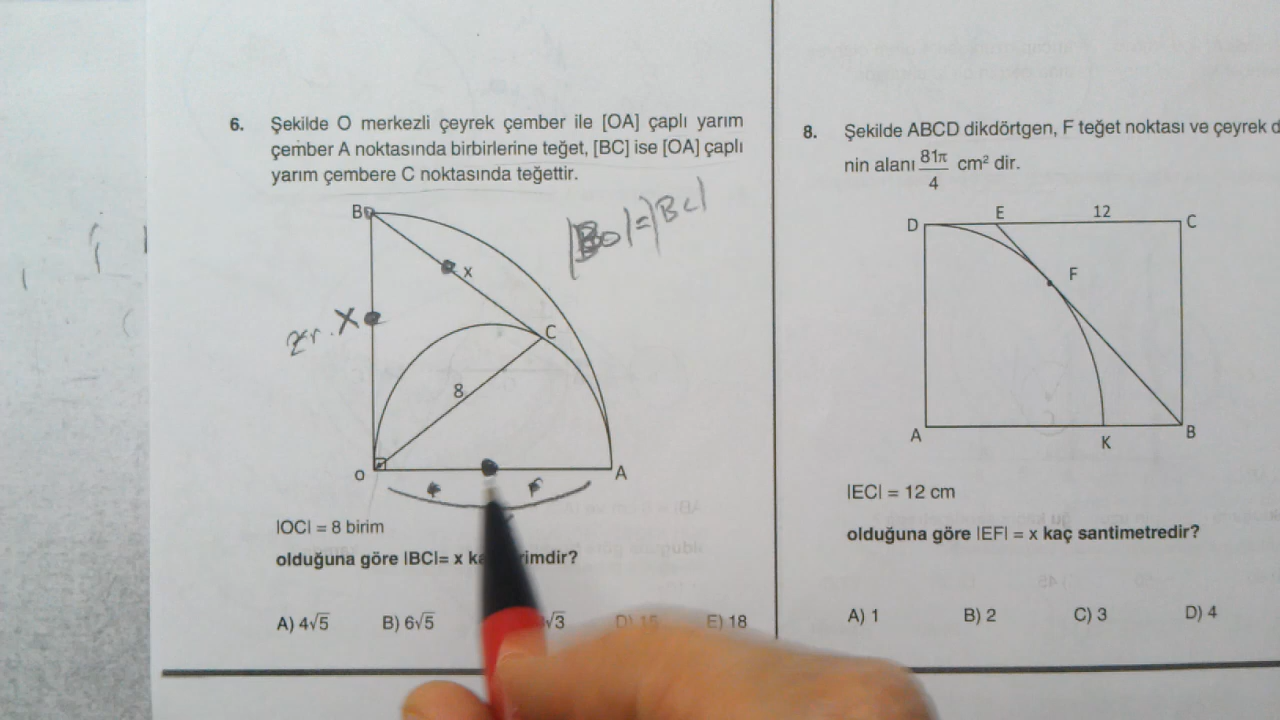 6. Şekilde O merkezli çeyrek çember ile [OA] çaplı yarım
çember A noktasında birbirlerine teğet, [BC] ise [OA] çaplı
yarım çembere C noktasında teğettir.
B
|BO|=|BC|
x
X
2r.
C
8
O
A
r r
|OC| = 8 birim
olduğuna göre |BC|= x
A) 4√5 B) 6√5 √3 D) 15 E) 18
8. Şekilde ABCD dikdörtgen, F teğet noktası ve çeyrek
nin alanı 81π/4 cm² dir.
D E 12 C
F
A K B
|EC| = 12 cm
olduğuna göre |EF| = x kaç santimetredir?
A) 1 B) 2 C) 3 D) 4